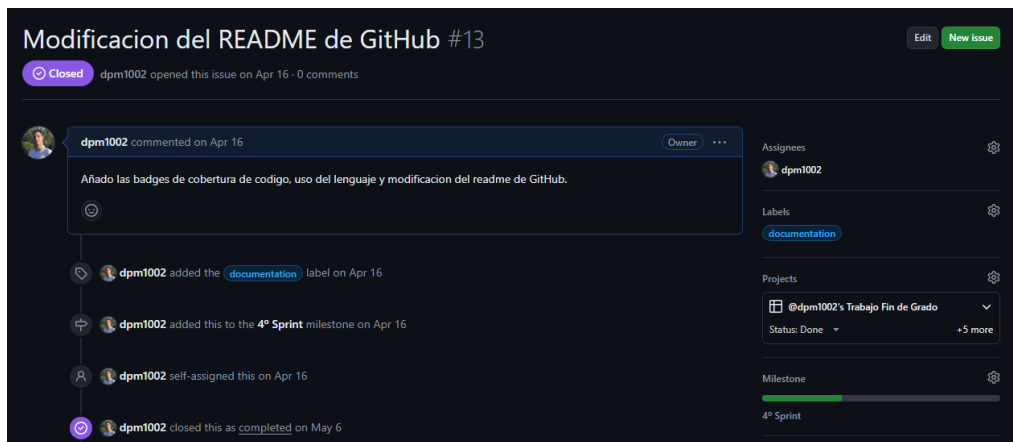 Modificacion del README de GitHub #13
Edit
New issue
Closed
dpm1002 opened this issue on Apr 16 · 0 comments
dpm1002 commented on Apr 16
Owner
Añado las badges de cobertura de codigo, uso del lenguaje y modificacion del readme de GitHub.
dpm1002 added the documentation label on Apr 16
dpm1002 added this to the 4º Sprint milestone on Apr 16
dpm1002 self-assigned this on Apr 16
dpm1002 closed this as completed on May 6
Assignees
dpm1002
Labels
documentation
Projects
@dpm1002's Trabajo Fin de Grado
Status: Done
+5 more
Milestone
4º Sprint